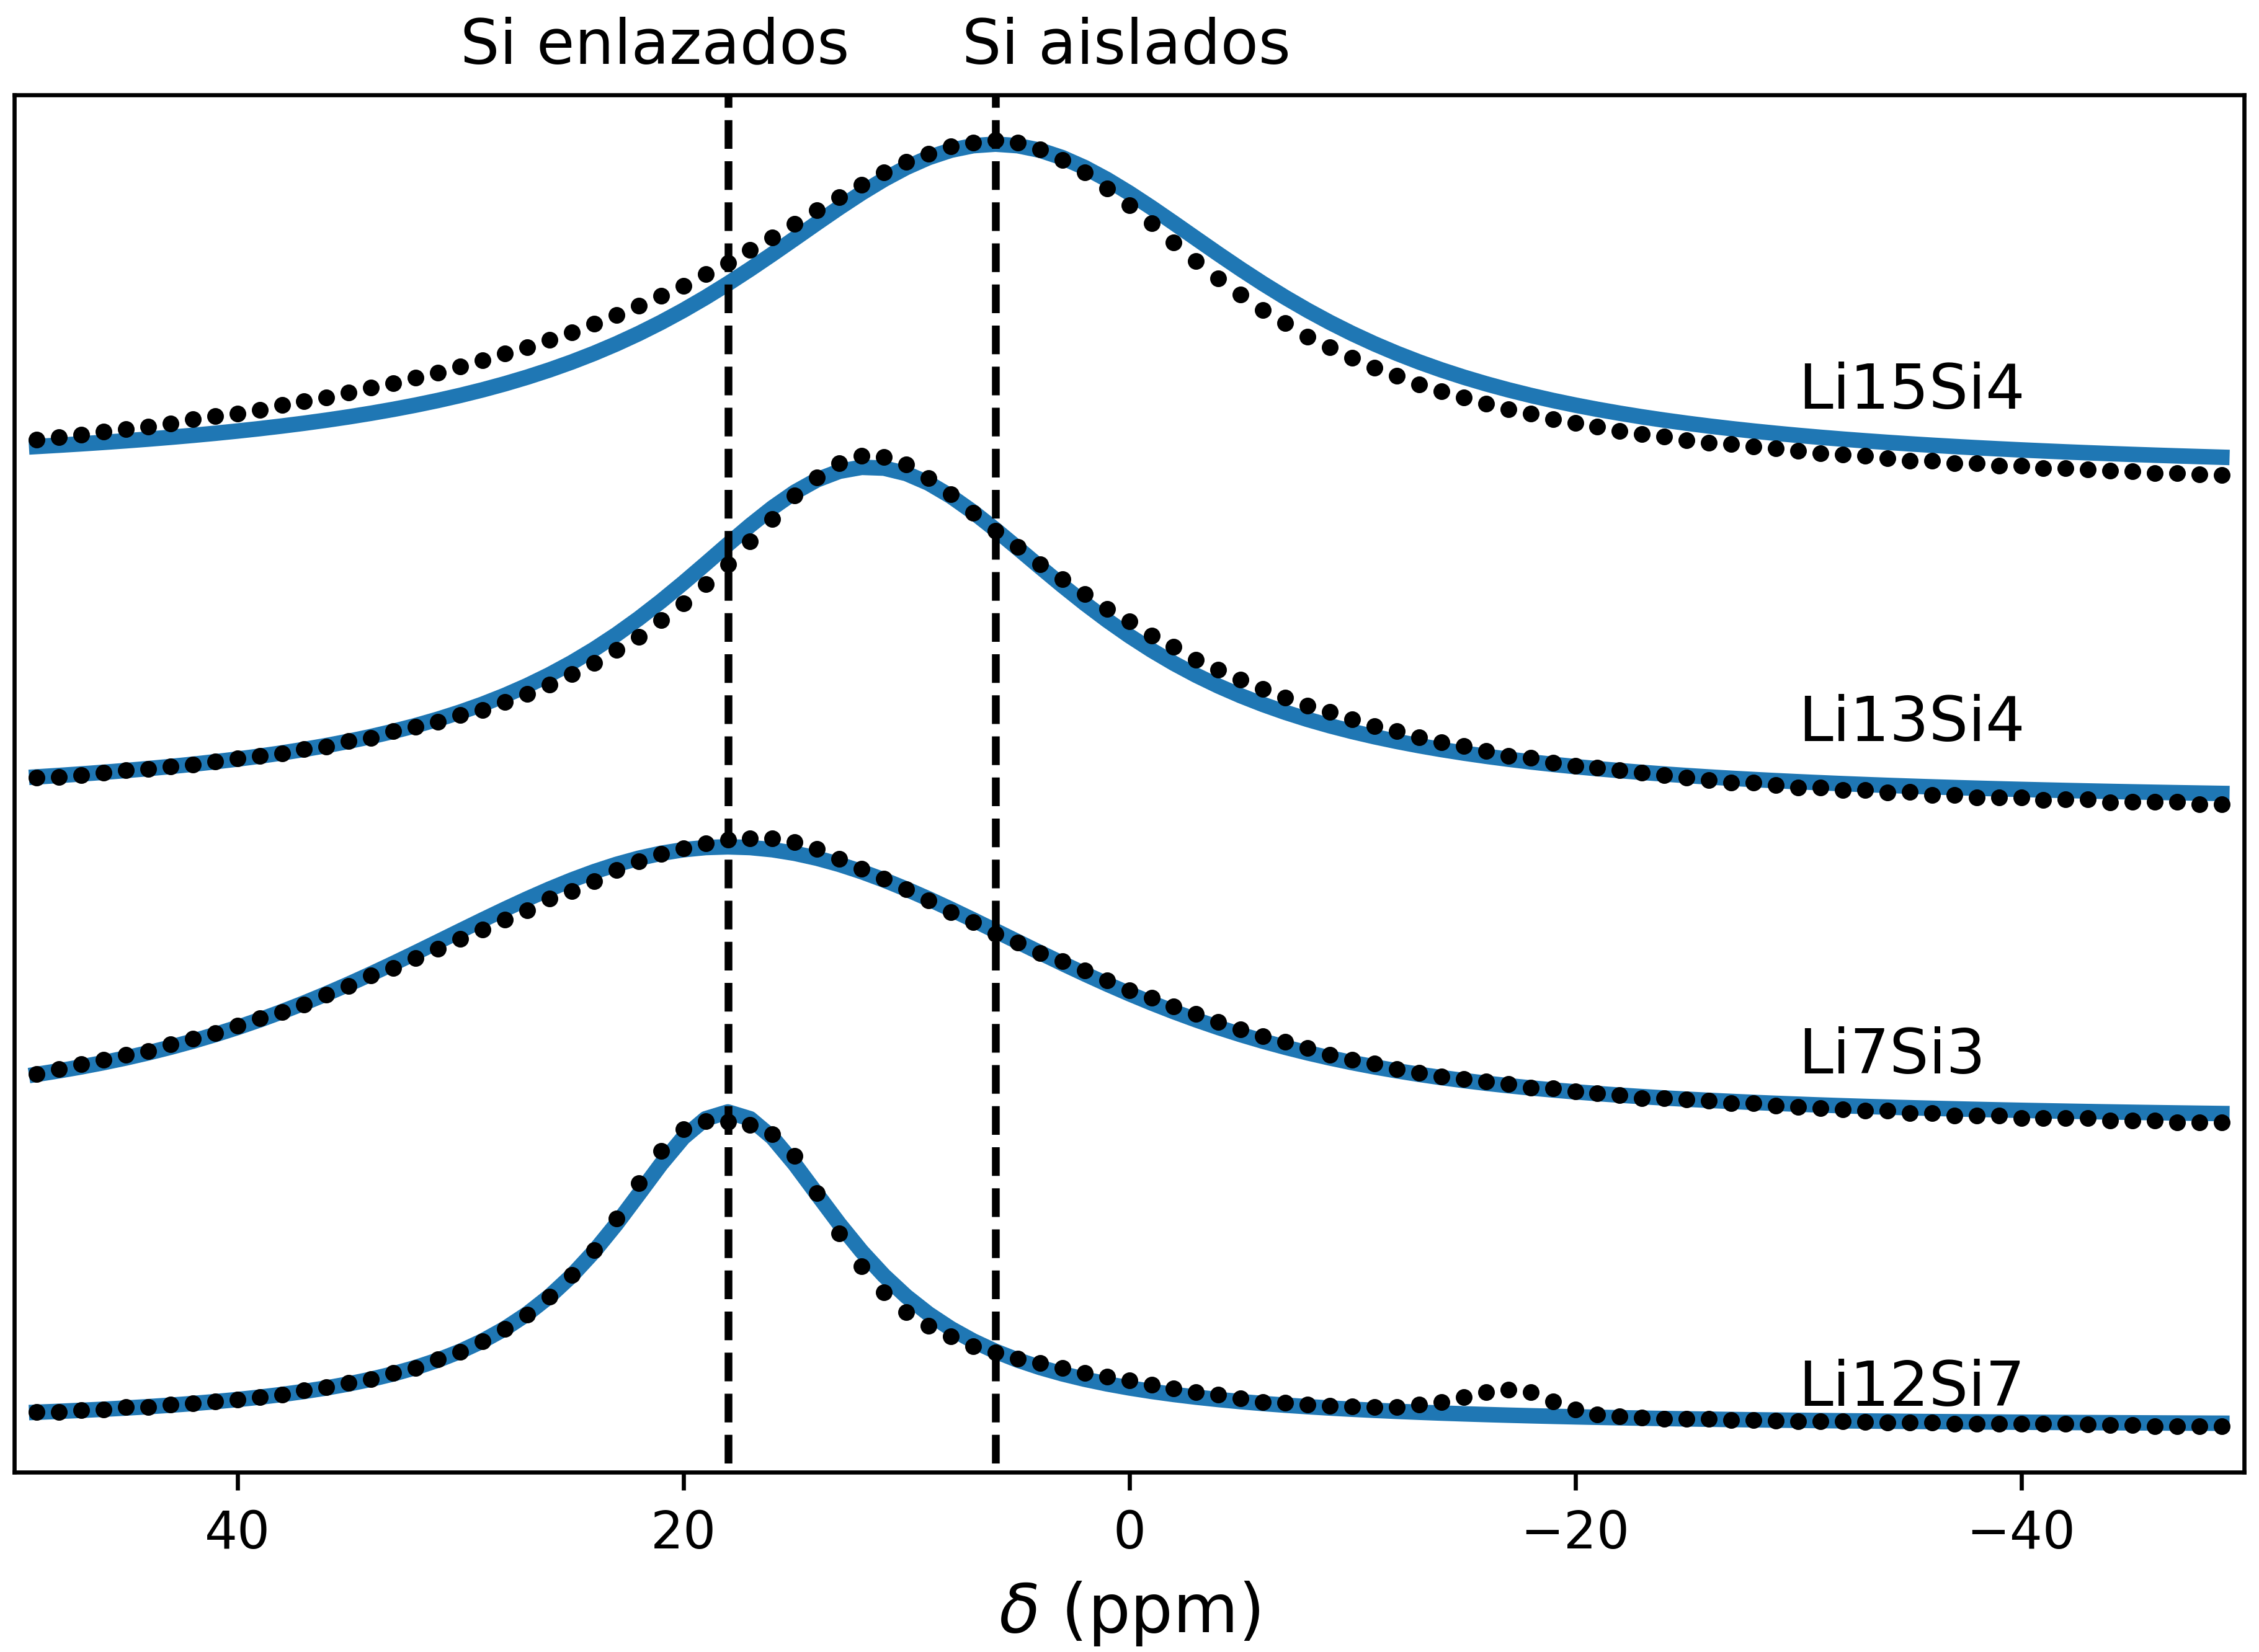 Si enlazados Si aislados
Li15Si4
Li13Si4
Li7Si3
Li12Si7
40 20 0 −20 −40
δ (ppm)